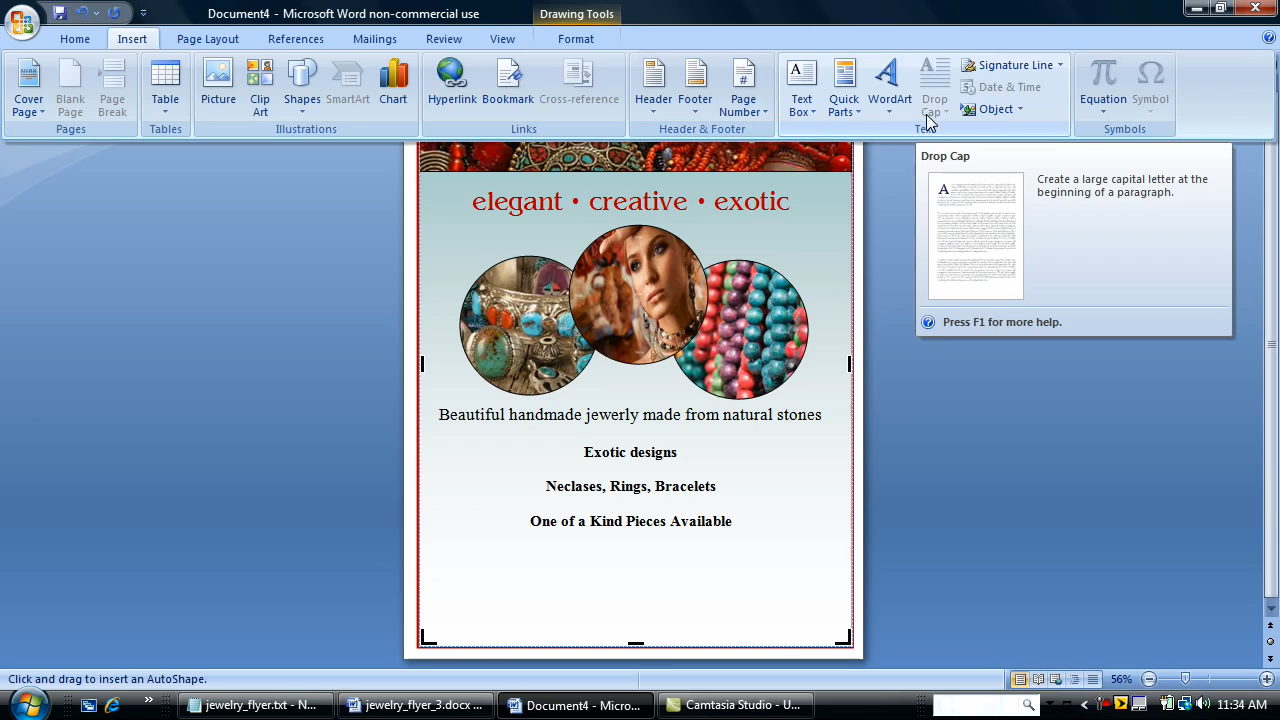 Document4 - Microsoft Word non-commercial use
Drawing Tools
Home Insert Page Layout References Mailings Review View Format
Cover Page
Blank Page
Page Break
Pages
Table
Tables
Picture
Clip Art
Shapes
SmartArt
Chart
Illustrations
Hyperlink
Bookmark
Cross-reference
Links
Header
Footer
Page Number
Header & Footer
Text Box
Quick Parts
WordArt
Drop Cap
Signature Line
Date & Time
Object
Equation
Symbol
Symbols
Drop Cap
Create a large capital letter at the
beginning of a paragraph.
Press F1 for more help.
elegant • creative • exotic
Beautiful handmade jewerly made from natural stones
Exotic designs
Neclases, Rings, Bracelets
One of a Kind Pieces Available
Click and drag to insert an AutoShape.
56%
jewelry_flyer.txt - N...
jewelry_flyer_3.docx ...
Document4 - Micro...
Camtasia Studio - U...
11:34 AM